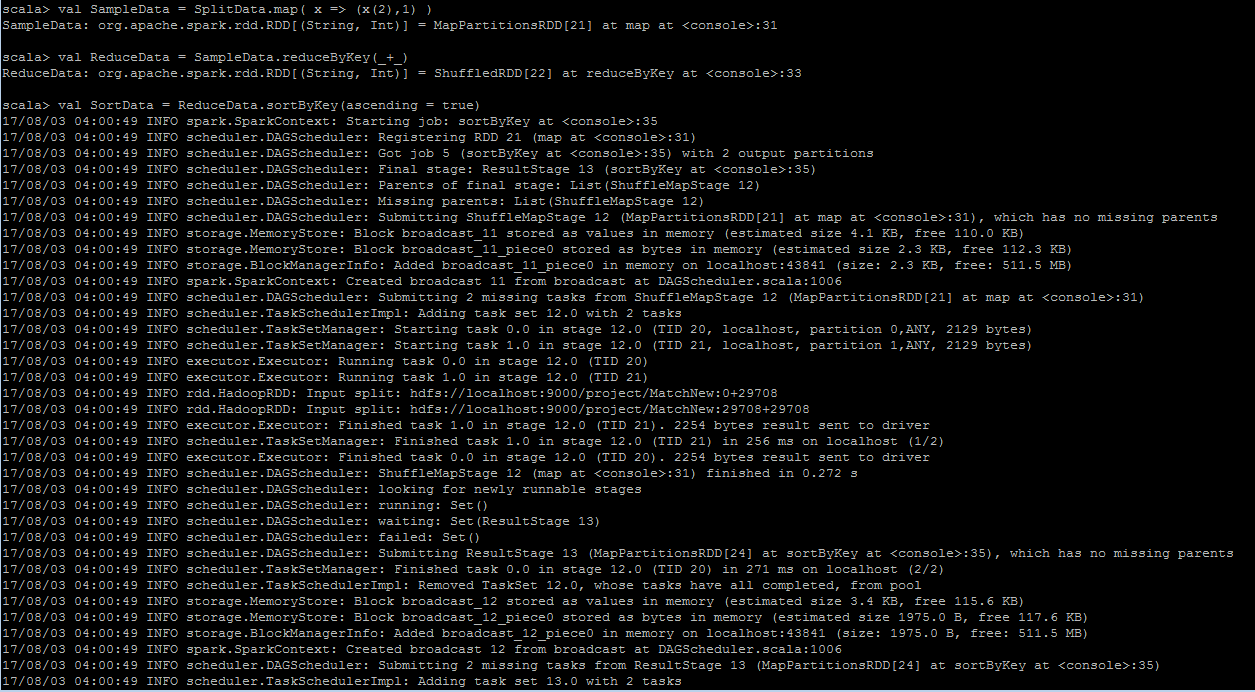 scala> val SampleData = SplitData.map( x => (x(2),1) )
SampleData: org.apache.spark.rdd.RDD[(String, Int)] = MapPartitionsRDD[21] at map at <console>:31
scala> val ReduceData = SampleData.reduceByKey(_+_)
ReduceData: org.apache.spark.rdd.RDD[(String, Int)] = ShuffledRDD[22] at reduceByKey at <console>:33
scala> val SortData = ReduceData.sortByKey(ascending = true)
17/08/03 04:00:49 INFO spark.SparkContext: Starting job: sortByKey at <console>:35
17/08/03 04:00:49 INFO scheduler.DAGScheduler: Registering RDD 21 (map at <console>:31)
17/08/03 04:00:49 INFO scheduler.DAGScheduler: Got job 5 (sortByKey at <console>:35) with 2 output partitions
17/08/03 04:00:49 INFO scheduler.DAGScheduler: Final stage: ResultStage 13 (sortByKey at <console>:35)
17/08/03 04:00:49 INFO scheduler.DAGScheduler: Parents of final stage: List(ShuffleMapStage 12)
17/08/03 04:00:49 INFO scheduler.DAGScheduler: Missing parents: List(ShuffleMapStage 12)
17/08/03 04:00:49 INFO scheduler.DAGScheduler: Submitting ShuffleMapStage 12 (MapPartitionsRDD[21] at map at <console>:31), which has no missing parents
17/08/03 04:00:49 INFO storage.MemoryStore: Block broadcast_11 stored as values in memory (estimated size 4.1 KB, free 110.0 KB)
17/08/03 04:00:49 INFO storage.MemoryStore: Block broadcast_11_piece0 stored as bytes in memory (estimated size 2.3 KB, free 112.3 KB)
17/08/03 04:00:49 INFO storage.BlockManagerInfo: Added broadcast_11_piece0 in memory on localhost:43841 (size: 2.3 KB, free: 511.5 MB)
17/08/03 04:00:49 INFO spark.SparkContext: Created broadcast 11 from broadcast at DAGScheduler.scala:1006
17/08/03 04:00:49 INFO scheduler.DAGScheduler: Submitting 2 missing tasks from ShuffleMapStage 12 (MapPartitionsRDD[21] at map at <console>:31)
17/08/03 04:00:49 INFO scheduler.TaskSchedulerImpl: Adding task set 12.0 with 2 tasks
17/08/03 04:00:49 INFO scheduler.TaskSetManager: Starting task 0.0 in stage 12.0 (TID 20, localhost, partition 0,ANY, 2129 bytes)
17/08/03 04:00:49 INFO scheduler.TaskSetManager: Starting task 1.0 in stage 12.0 (TID 21, localhost, partition 1,ANY, 2129 bytes)
17/08/03 04:00:49 INFO executor.Executor: Running task 0.0 in stage 12.0 (TID 20)
17/08/03 04:00:49 INFO executor.Executor: Running task 1.0 in stage 12.0 (TID 21)
17/08/03 04:00:49 INFO rdd.HadoopRDD: Input split: hdfs://localhost:9000/project/MatchNew:0+29708
17/08/03 04:00:49 INFO rdd.HadoopRDD: Input split: hdfs://localhost:9000/project/MatchNew:29708+29708
17/08/03 04:00:49 INFO executor.Executor: Finished task 1.0 in stage 12.0 (TID 21). 2254 bytes result sent to driver
17/08/03 04:00:49 INFO scheduler.TaskSetManager: Finished task 1.0 in stage 12.0 (TID 21) in 256 ms on localhost (1/2)
17/08/03 04:00:49 INFO executor.Executor: Finished task 0.0 in stage 12.0 (TID 20). 2254 bytes result sent to driver
17/08/03 04:00:49 INFO scheduler.DAGScheduler: ShuffleMapStage 12 (map at <console>:31) finished in 0.272 s
17/08/03 04:00:49 INFO scheduler.DAGScheduler: looking for newly runnable stages
17/08/03 04:00:49 INFO scheduler.DAGScheduler: running: Set()
17/08/03 04:00:49 INFO scheduler.DAGScheduler: waiting: Set(ResultStage 13)
17/08/03 04:00:49 INFO scheduler.DAGScheduler: failed: Set()
17/08/03 04:00:49 INFO scheduler.DAGScheduler: Submitting ResultStage 13 (MapPartitionsRDD[24] at sortByKey at <console>:35), which has no missing parents
17/08/03 04:00:49 INFO scheduler.TaskSetManager: Finished task 0.0 in stage 12.0 (TID 20) in 271 ms on localhost (2/2)
17/08/03 04:00:49 INFO scheduler.TaskSchedulerImpl: Removed TaskSet 12.0, whose tasks have all completed, from pool
17/08/03 04:00:49 INFO storage.MemoryStore: Block broadcast_12 stored as values in memory (estimated size 3.4 KB, free 115.6 KB)
17/08/03 04:00:49 INFO storage.MemoryStore: Block broadcast_12_piece0 stored as bytes in memory (estimated size 1975.0 B, free 117.6 KB)
17/08/03 04:00:49 INFO storage.BlockManagerInfo: Added broadcast_12_piece0 in memory on localhost:43841 (size: 1975.0 B, free: 511.5 MB)
17/08/03 04:00:49 INFO spark.SparkContext: Created broadcast 12 from broadcast at DAGScheduler.scala:1006
17/08/03 04:00:49 INFO scheduler.DAGScheduler: Submitting 2 missing tasks from ResultStage 13 (MapPartitionsRDD[24] at sortByKey at <console>:35)
17/08/03 04:00:49 INFO scheduler.TaskSchedulerImpl: Adding task set 13.0 with 2 tasks